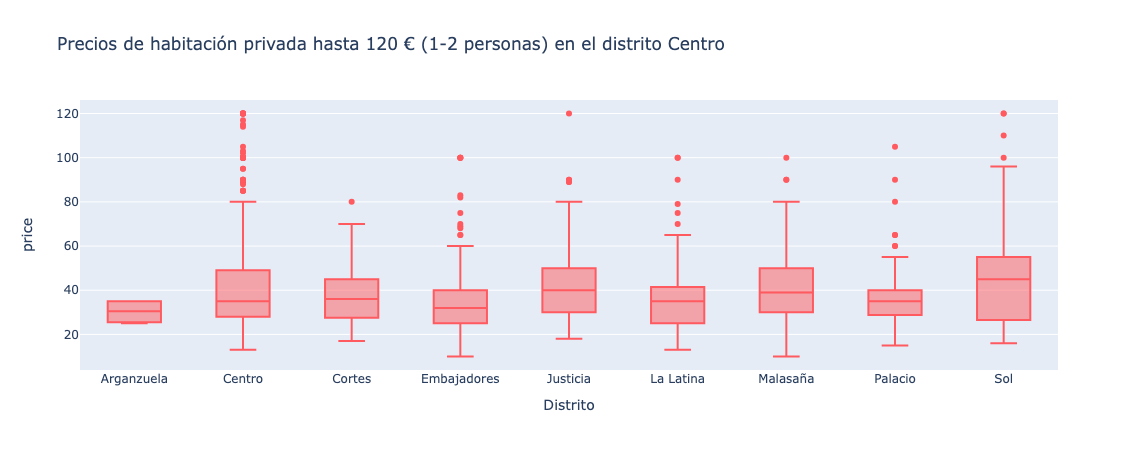 Precios de habitación privada hasta 120 € (1-2 personas) en el distrito Centro
120
100
80
60
40
20
price
Arganzuela Centro Cortes Embajadores Justicia La Latina Malasaña Palacio Sol
Distrito